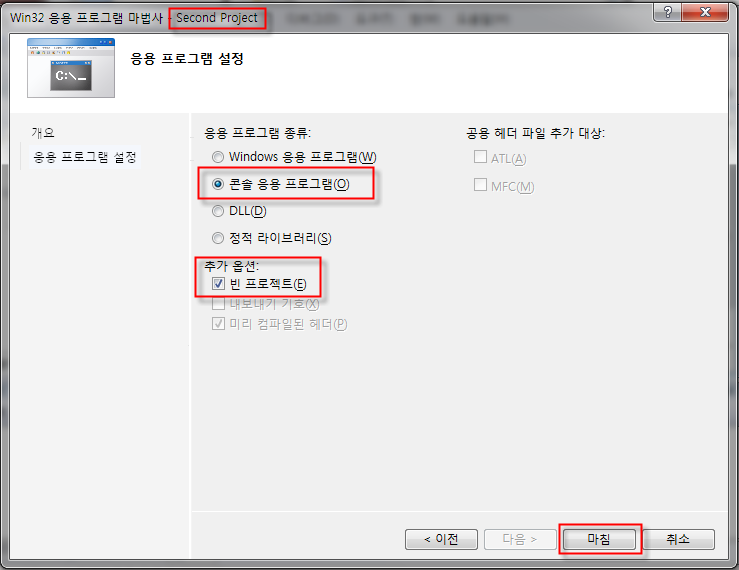 Win32 응용 프로그램 마법사 - Second Project
C:\_
응용 프로그램 설정
개요
응용 프로그램 설정
응용 프로그램 종류:
Windows 응용 프로그램(W)
콘솔 응용 프로그램(O)
DLL(D)
정적 라이브러리(S)
추가 옵션:
빈 프로젝트(E)
내보내기 기호(X)
미리 컴파일된 헤더(P)
공용 헤더 파일 추가 대상:
ATL(A)
MFC(M)
< 이전
다음 >
마침
취소